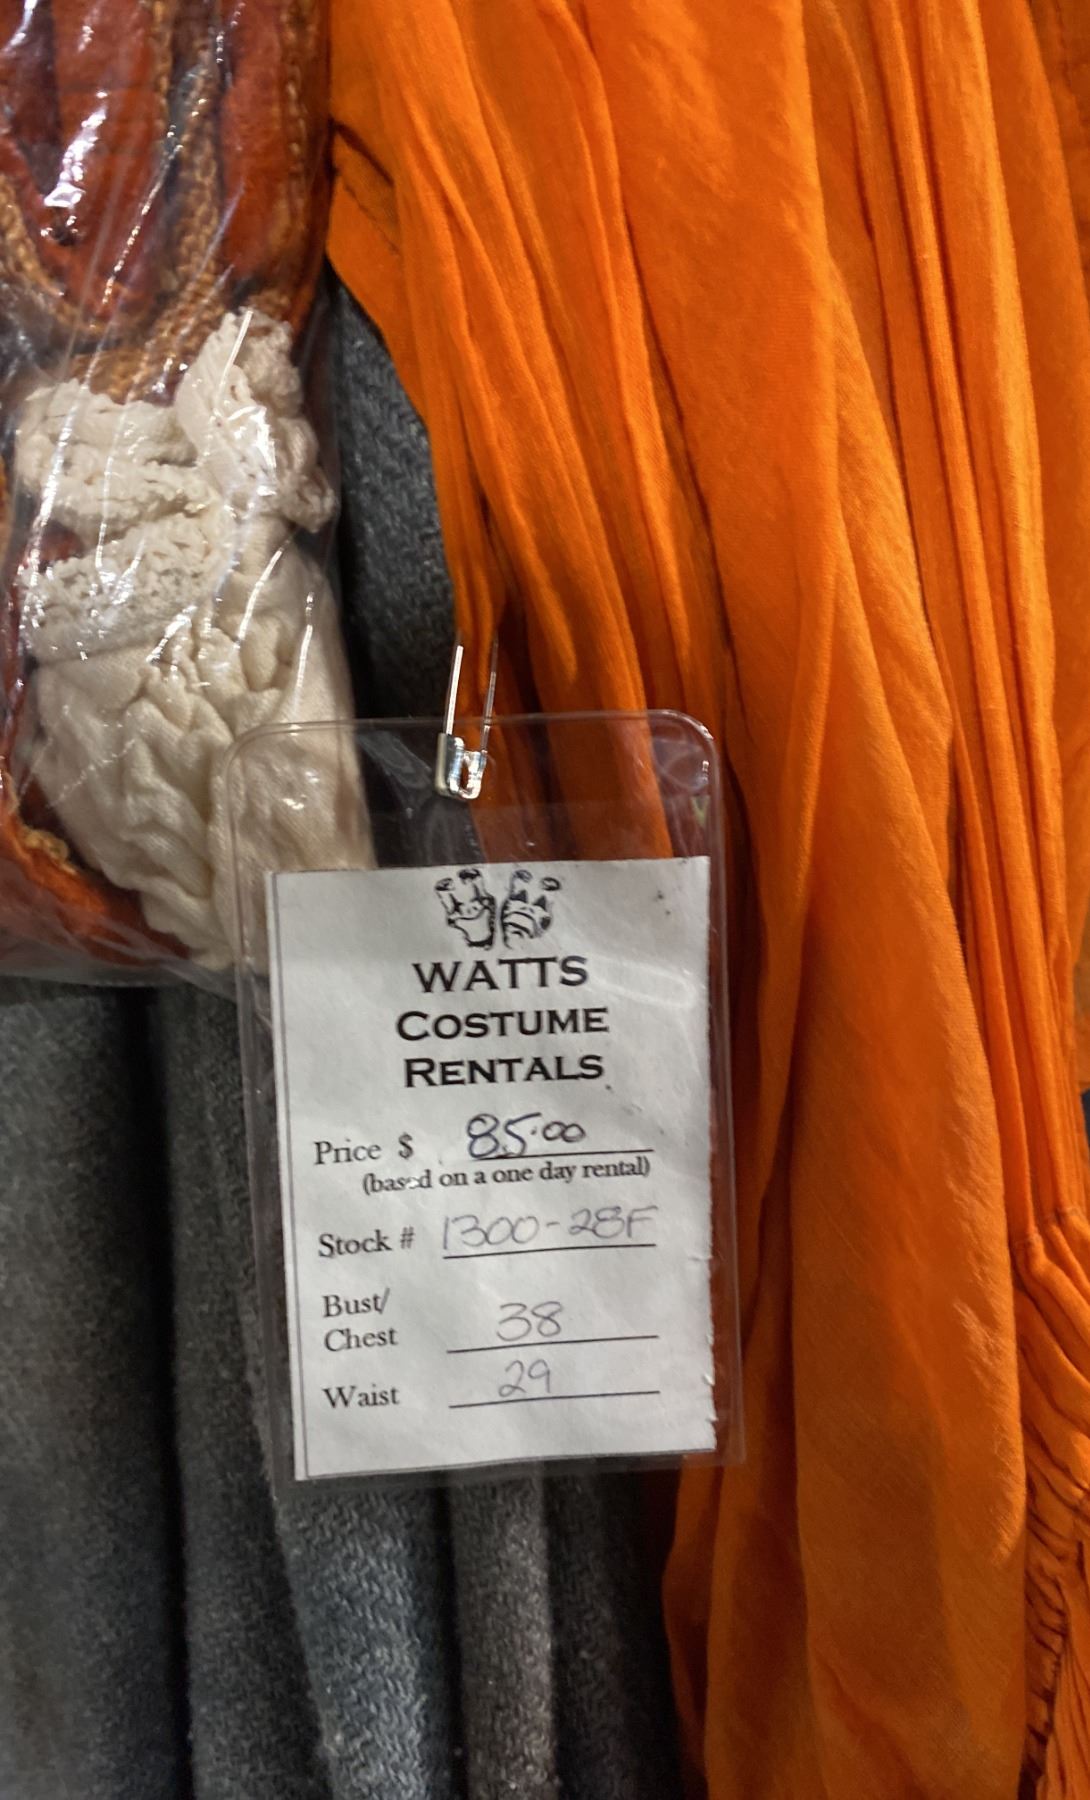 WATTS
COSTUME
RENTALS
Price $ 85.00
(based on a one day rental)
Stock # 1300-28F
Bust/
Chest 38
Waist 29